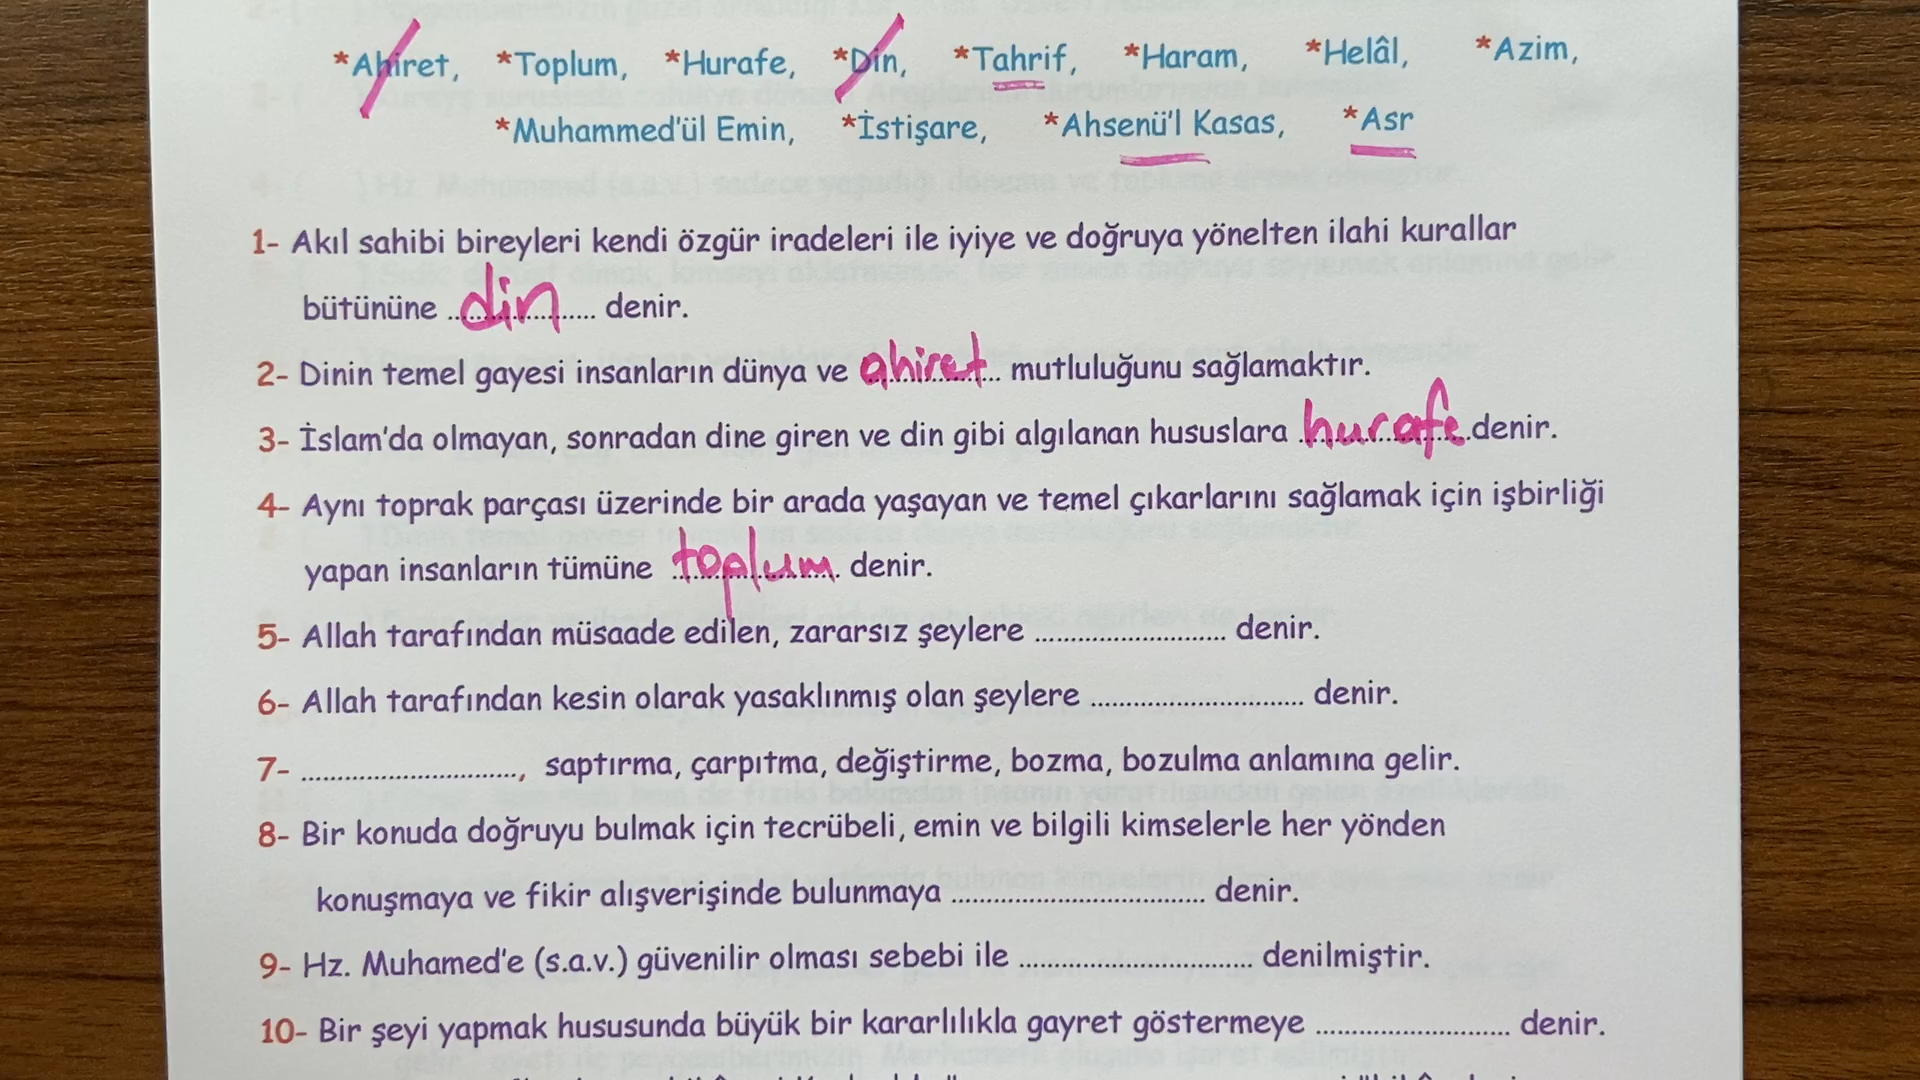 *Ahiret, *Toplum, *Hurafe, *Din, *Tahrif, *Haram, *Helâl, *Azim,
*Muhammed'ül Emin, *İstişare, *Ahsenü'l Kasas, *Asr
1- Akıl sahibi bireyleri kendi özgür iradeleri ile iyiye ve doğruya yönelten ilahi kurallar
bütününe din denir.
2- Dinin temel gayesi insanların dünya ve ahiret mutluluğunu sağlamaktır.
3- İslam'da olmayan, sonradan dine giren ve din gibi algılanan hususlara hurafe denir.
4- Aynı toprak parçası üzerinde bir arada yaşayan ve temel çıkarlarını sağlamak için işbirliği
yapan insanların tümüne toplum denir.
5- Allah tarafından müsaade edilen, zararsız şeylere ........................ denir.
6- Allah tarafından kesin olarak yasaklınmış olan şeylere ........................... denir.
7- ..........................., saptırma, çarpıtma, değiştirme, bozma, bozulma anlamına gelir.
8- Bir konuda doğruyu bulmak için tecrübeli, emin ve bilgili kimselerle her yönden
konuşmaya ve fikir alışverişinde bulunmaya ................................ denir.
9- Hz. Muhamed'e (s.a.v.) güvenilir olması sebebi ile .............................. denilmiştir.
10- Bir şeyi yapmak hususunda büyük bir kararlılıkla gayret göstermeye ........................ denir.